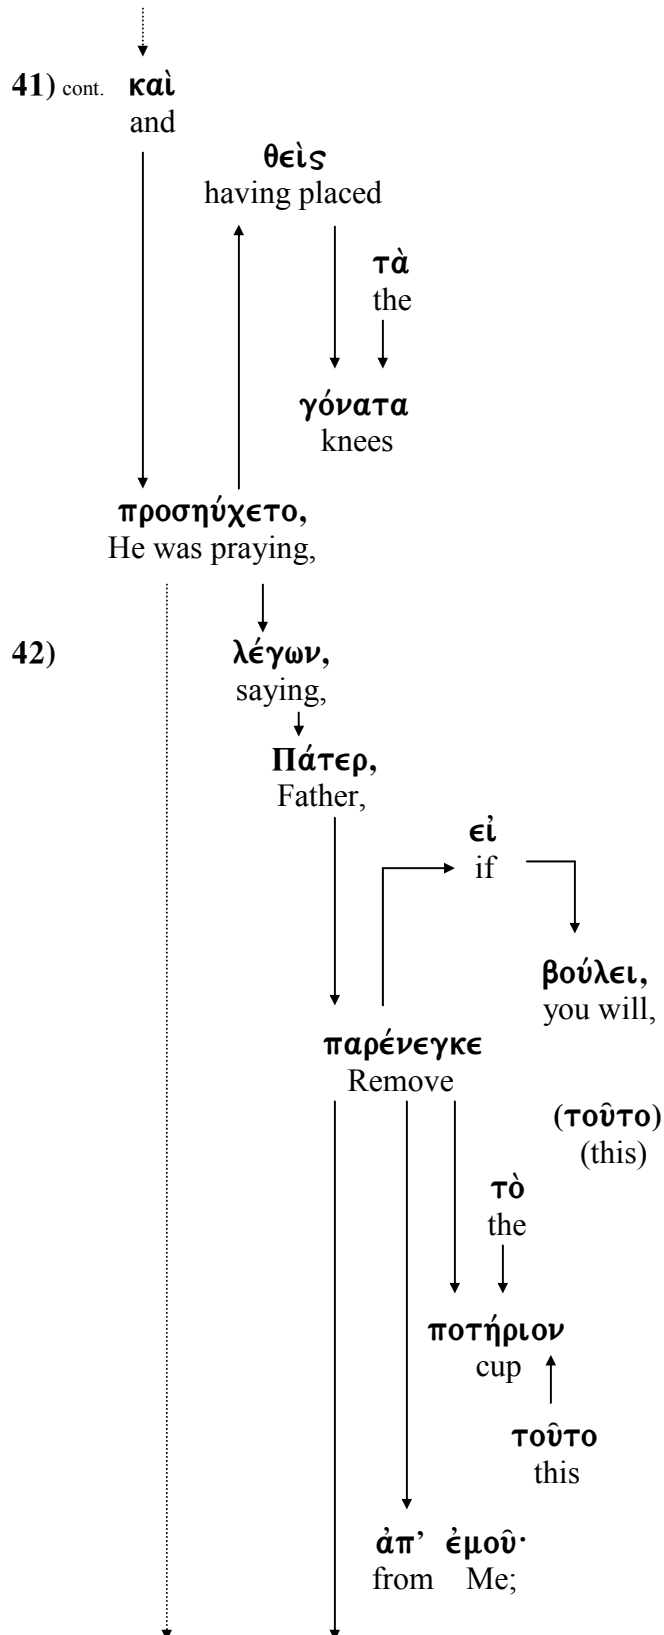 41) cont. καὶ
and
θεὶς
having placed
τὰ
the
γόνατα
knees
προσηύχετο,
He was praying,
42) λέγων,
saying,
Πάτερ,
Father,
εἰ
if
βούλει,
you will,
παρένεγκε
Remove
(τοῦτο)
(this)
τὸ
the
ποτήριον
cup
τοῦτο
this
ἀπ’ ἐμοῦ·
from Me;